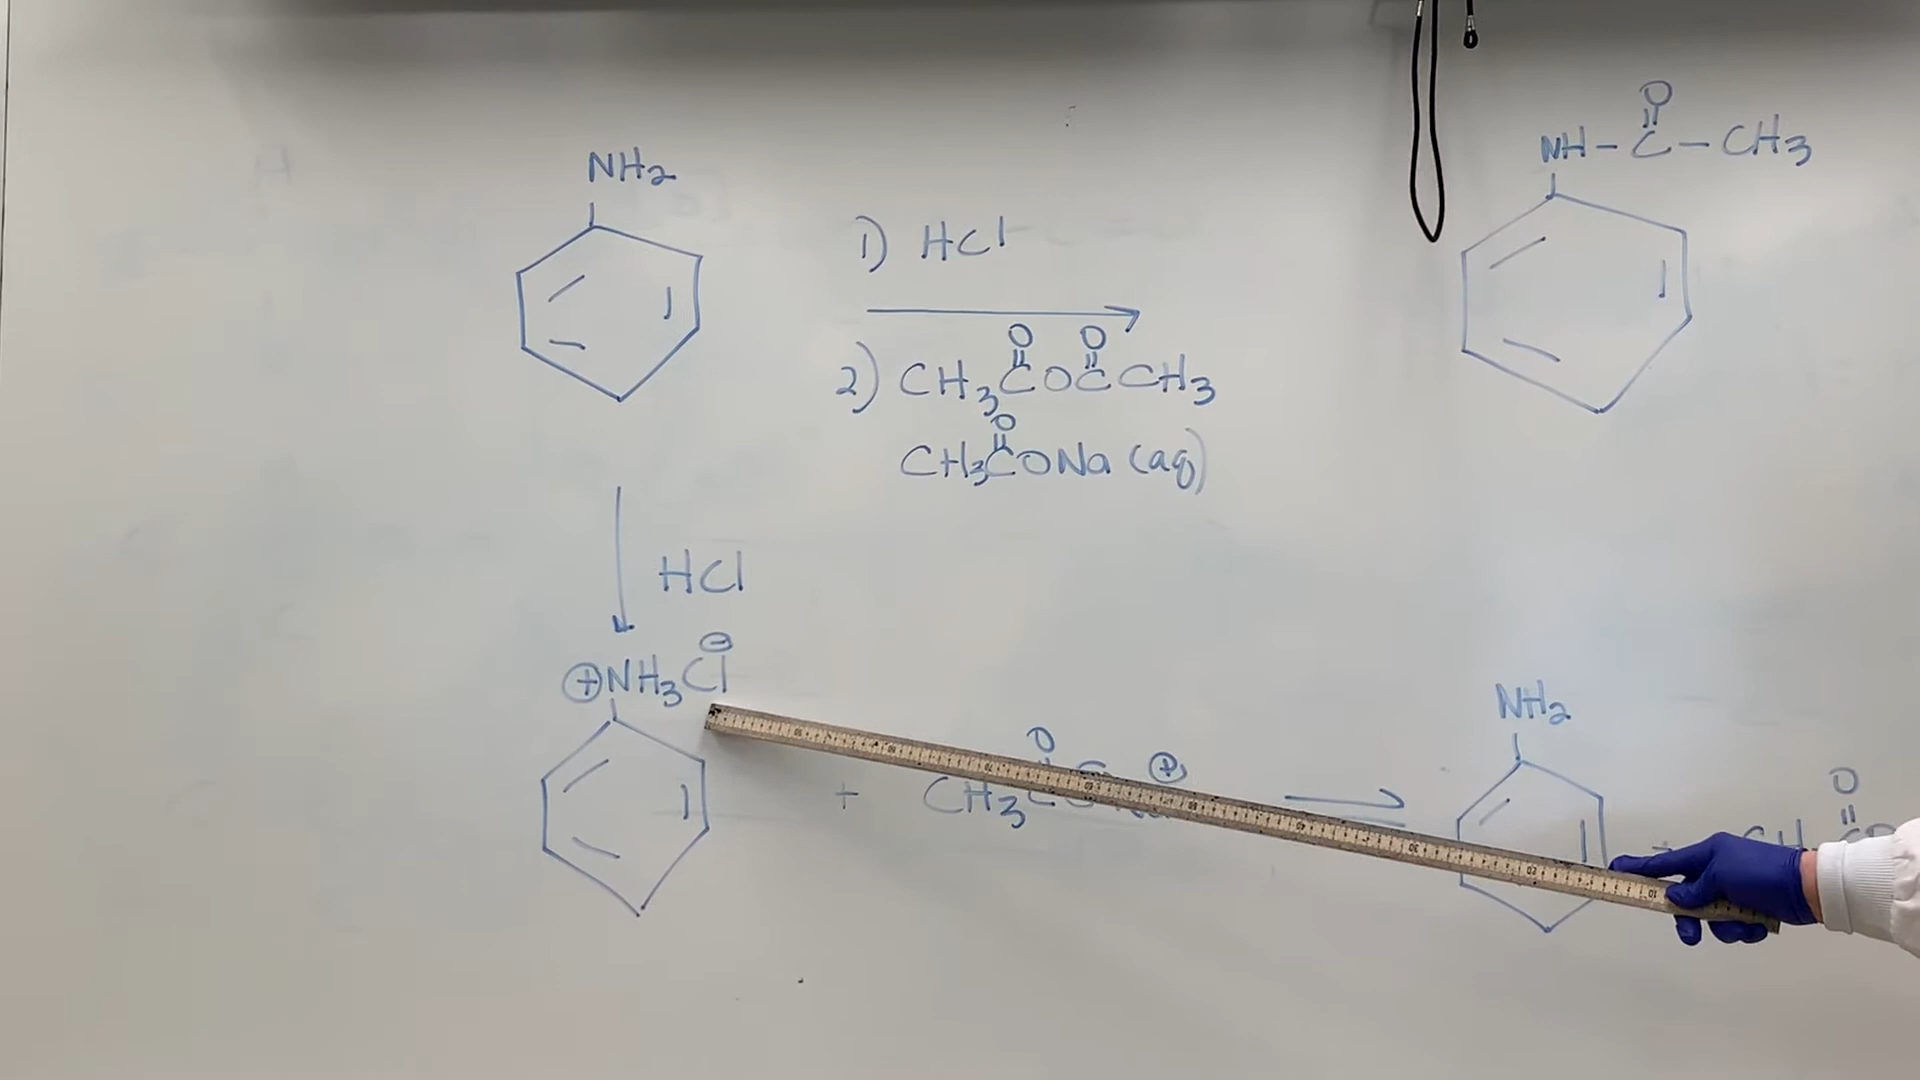 NH2
1) HCl
2) CH3COCCH3
O O
O
CH3CONa (aq)
NH-C-CH3
O
HCl
⊕NH3Cl⊖
+ CH3C
O ⊕
NH2
O